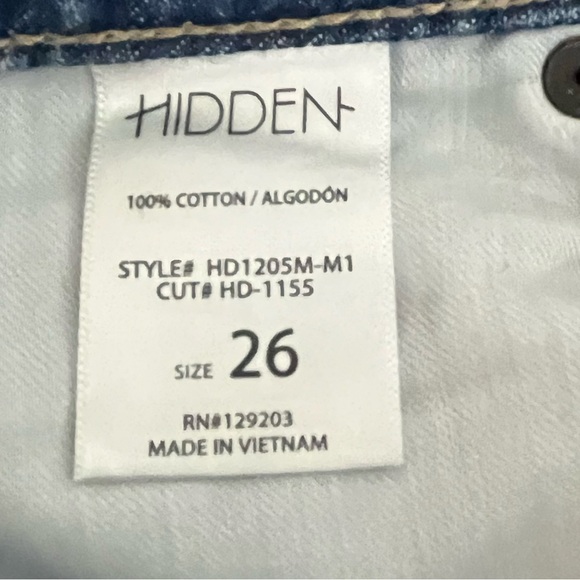 HIDDEN
100% COTTON / ALGODÓN
STYLE# HD1205M-M1
CUT# HD-1155
SIZE 26
RN#129203
MADE IN VIETNAM